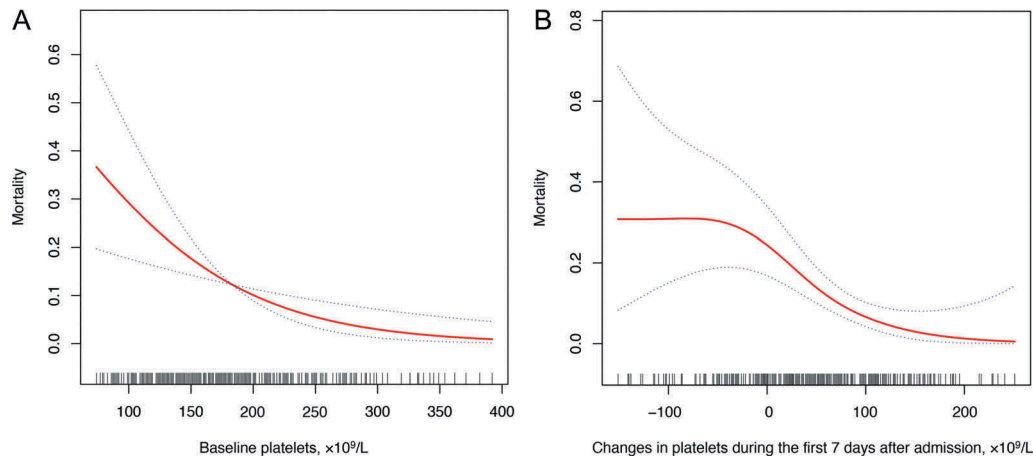 A
B
0.6
0.5
0.4
0.3
0.2
0.1
0.0
Mortality
100 150 200 250 300 350 400
Baseline platelets, ×10⁹/L
0.8
0.6
0.4
0.2
0.0
Mortality
−100 0 100 200
Changes in platelets during the first 7 days after admission, ×10⁹/L